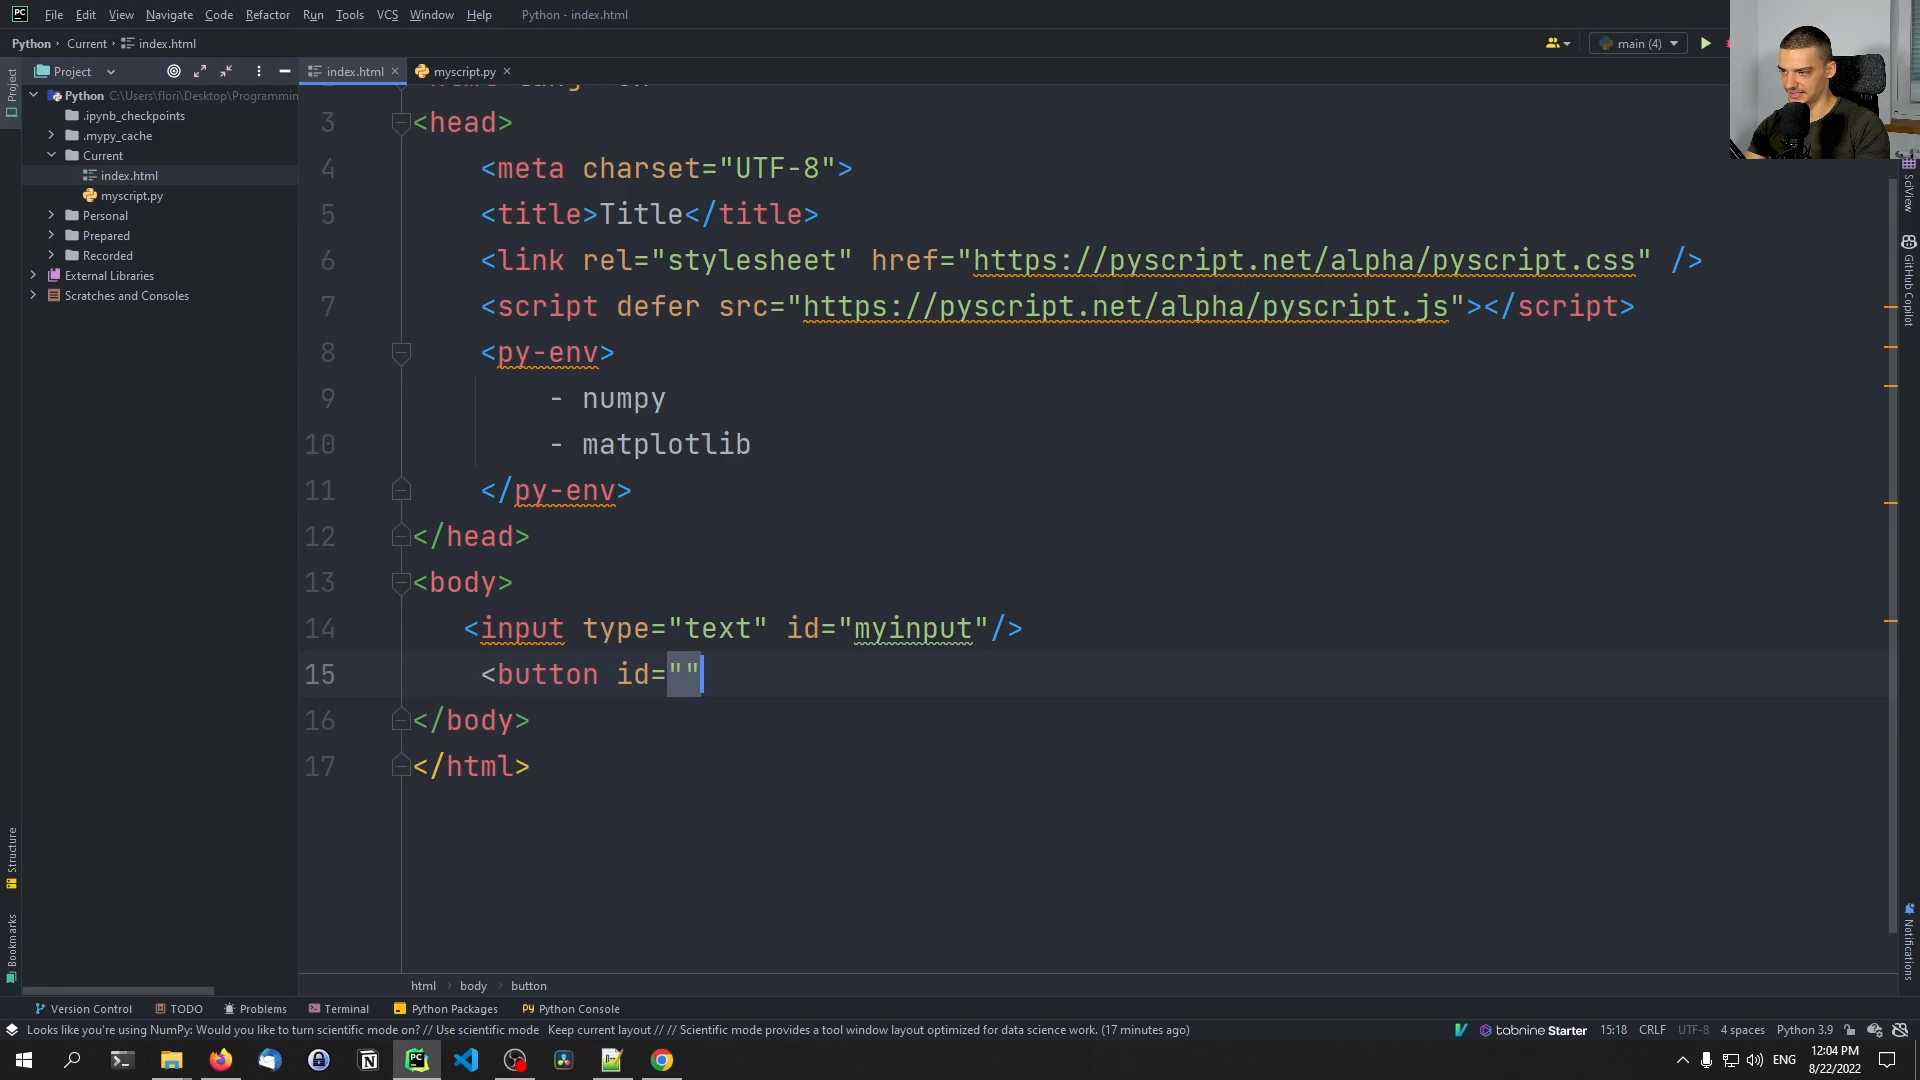 PC File Edit View Navigate Code Refactor Run Tools VCS Window Help Python - index.html
Python Current index.html
main (4)
Project
index.html
myscript.py
Project
Python C:\Users\flori\Desktop\Programmin
.ipynb_checkpoints
.mypy_cache
Current
index.html
myscript.py
Personal
Prepared
Recorded
External Libraries
Scratches and Consoles
3 <head>
4 <meta charset="UTF-8">
5 <title>Title</title>
6 <link rel="stylesheet" href="https://pyscript.net/alpha/pyscript.css" />
7 <script defer src="https://pyscript.net/alpha/pyscript.js"></script>
8 <py-env>
9 - numpy
10 - matplotlib
11 </py-env>
12 </head>
13 <body>
14 <input type="text" id="myinput"/>
15 <button id=""
16 </body>
17 </html>
SciView
GitHub Copilot
Notifications
Structure
Bookmarks
html body button
Version Control TODO Problems Terminal Python Packages Python Console
Looks like you're using NumPy: Would you like to turn scientific mode on? // Use scientific mode Keep current layout // // Scientific mode provides a tool window layout optimized for data science work. (17 minutes ago)
tabnine Starter 15:18 CRLF UTF-8 4 spaces Python 3.9
ENG
12:04 PM
8/22/2022